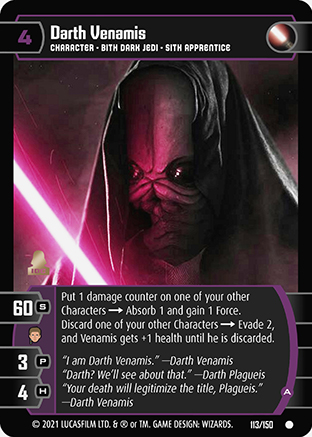 4
Darth Venamis
CHARACTER • BITH DARK JEDI • SITH APPRENTICE
60 S
Put 1 damage counter on one of your other
Characters → Absorb 1 and gain 1 Force.
Discard one of your other Characters → Evade 2,
and Venamis gets +1 health until he is discarded.
3 P
4 H
"I am Darth Venamis." —Darth Venamis
"Darth? We'll see about that." —Darth Plagueis
"Your death will legitimize the title, Plagueis."
—Darth Venamis
A
© 2021 LUCASFILM LTD. & ® OR TM. GAME DESIGN: WIZARDS.
113/150